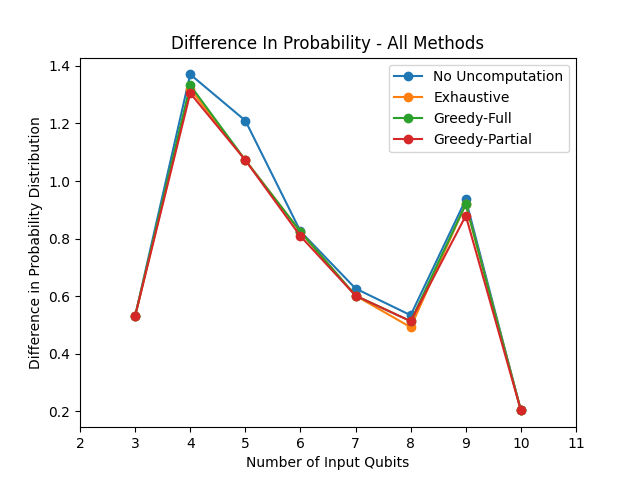 Difference In Probability - All Methods
No Uncomputation
Exhaustive
Greedy-Full
Greedy-Partial
Difference in Probability Distribution
1.4
1.2
1.0
0.8
0.6
0.4
0.2
2 3 4 5 6 7 8 9 10 11
Number of Input Qubits